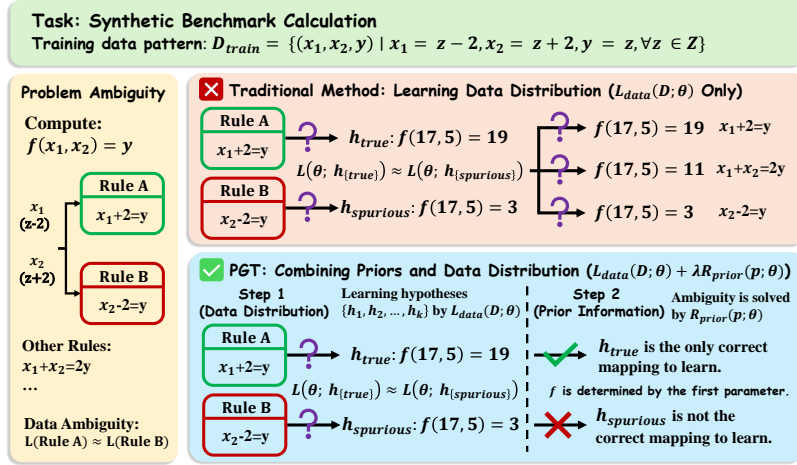 Task: Synthetic Benchmark Calculation
Training data pattern: D_train = {(x₁, x₂, y) | x₁ = z − 2, x₂ = z + 2, y = z, ∀z ∈ Z}
Problem Ambiguity
Compute:
f(x₁, x₂) = y
Rule A
x₁+2=y
x₁
(z-2)
x₂
(z+2)
Rule B
x₂-2=y
Other Rules:
x₁+x₂=2y
...
Data Ambiguity:
L(Rule A) ≈ L(Rule B)
Traditional Method: Learning Data Distribution (L_data(D; θ) Only)
Rule A
x₁+2=y
?
h_true: f(17, 5) = 19
L(θ; h_{true}) ≈ L(θ; h_{spurious})
Rule B
x₂-2=y
?
h_spurious: f(17, 5) = 3
? f(17, 5) = 19 x₁+2=y
? f(17, 5) = 11 x₁+x₂=2y
? f(17, 5) = 3 x₂-2=y
PGT: Combining Priors and Data Distribution (L_data(D; θ) + λR_prior(p; θ))
Step 1
(Data Distribution)
Learning hypotheses
{h₁, h₂, ..., h_k} by L_data(D; θ)
Rule A
x₁+2=y
?
h_true: f(17, 5) = 19
L(θ; h_{true}) ≈ L(θ; h_{spurious})
Rule B
x₂-2=y
?
h_spurious: f(17, 5) = 3
Step 2
(Prior Information)
Ambiguity is solved
by R_prior(p; θ)
h_true is the only correct
mapping to learn.
f is determined by the first parameter.
h_spurious is not the
correct mapping to learn.